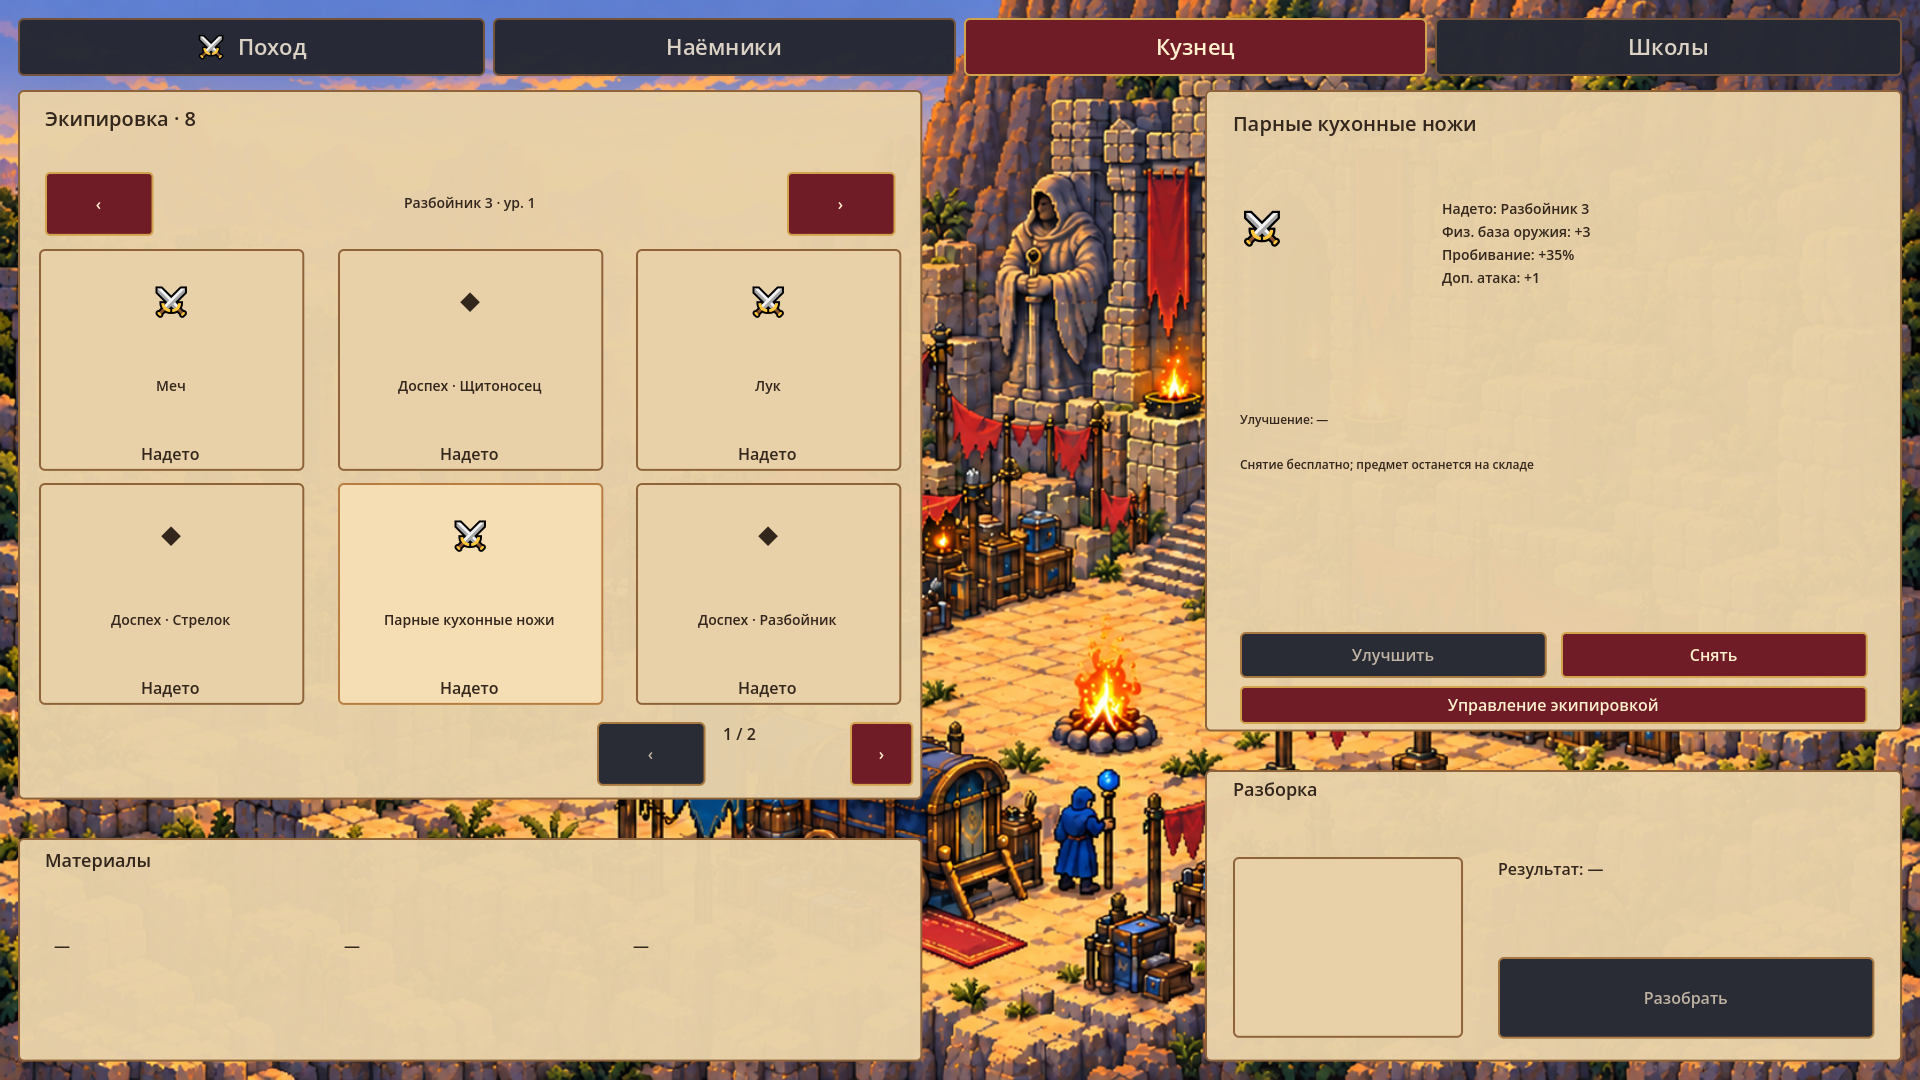 Поход
Наёмники
Кузнец
Школы
Экипировка · 8
‹
Разбойник 3 · ур. 1
›
Меч
Надето
Доспех · Щитоносец
Надето
Лук
Надето
Доспех · Стрелок
Надето
Парные кухонные ножи
Надето
Доспех · Разбойник
Надето
‹
1 / 2
›
Материалы
—
—
—
Парные кухонные ножи
Надето: Разбойник 3
Физ. база оружия: +3
Пробивание: +35%
Доп. атака: +1
Улучшение: —
Снятие бесплатно; предмет останется на складе
Улучшить
Снять
Управление экипировкой
Разборка
Результат: —
Разобрать